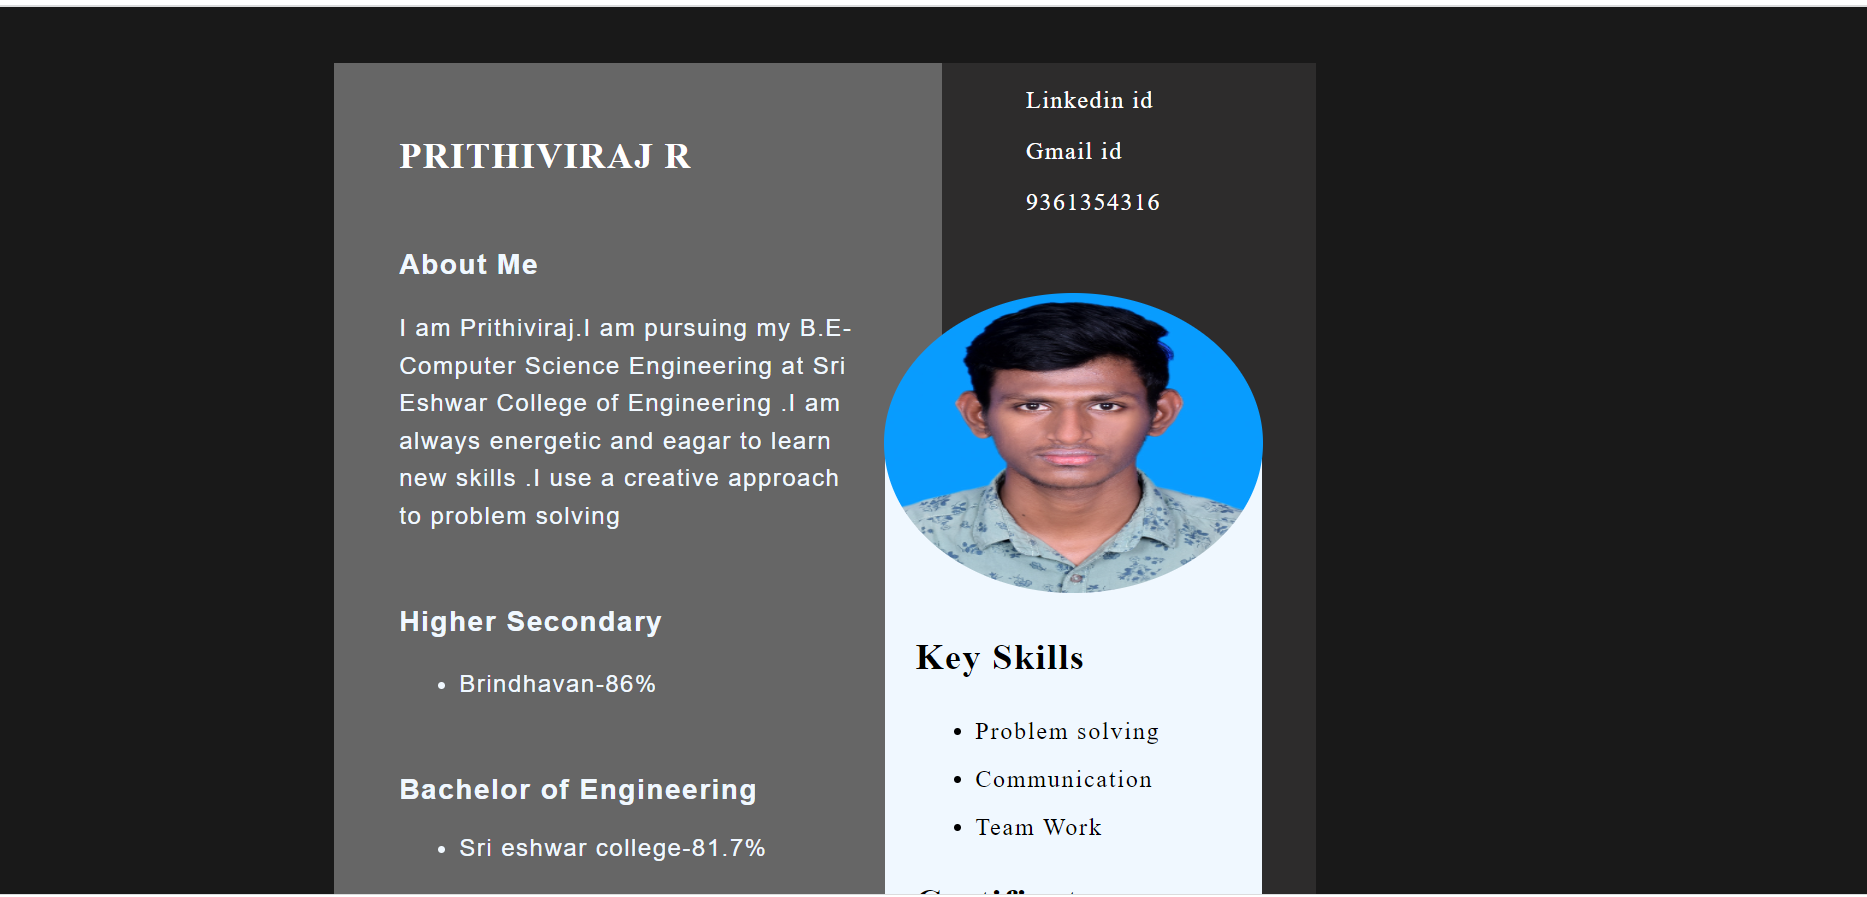 PRITHIVIRAJ R
About Me
I am Prithiviraj.I am pursuing my B.E-
Computer Science Engineering at Sri
Eshwar College of Engineering .I am
always energetic and eagar to learn
new skills .I use a creative approach
to problem solving
Higher Secondary
• Brindhavan-86%
Bachelor of Engineering
• Sri eshwar college-81.7%
Linkedin id
Gmail id
9361354316
Key Skills
• Problem solving
• Communication
• Team Work